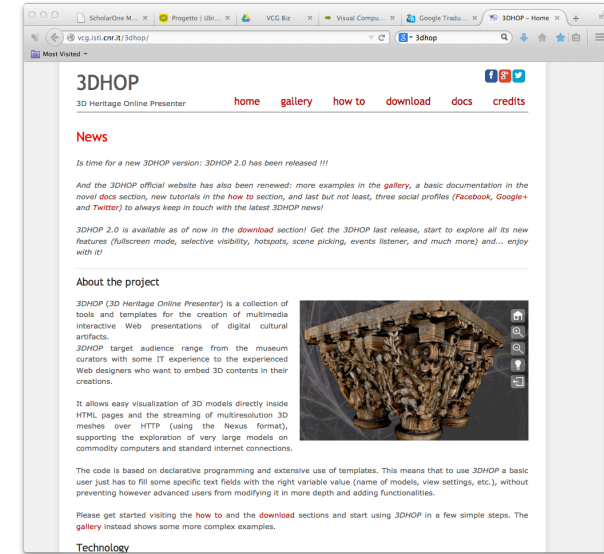 ScholarOne M...
Progetto | Ubi...
VCG Biz
Visual Compu...
Google Tradu...
3DHOP - Home
vcg.isti.cnr.it/3dhop/
3dhop
Most Visited
3DHOP
3D Heritage Online Presenter
home gallery how to download docs credits
News
Is time for a new 3DHOP version: 3DHOP 2.0 has been released !!!
And the 3DHOP official website has also been renewed: more examples in the gallery, a basic documentation in the
novel docs section, new tutorials in the how to section, and last but not least, three social profiles (Facebook, Google+
and Twitter) to always keep in touch with the latest 3DHOP news!
3DHOP 2.0 is available as of now in the download section! Get the 3DHOP last release, start to explore all its new
features (fullscreen mode, selective visibility, hotspots, scene picking, events listener, and much more) and... enjoy
with it!
About the project
3DHOP (3D Heritage Online Presenter) is a collection of
tools and templates for the creation of multimedia
interactive Web presentations of digital cultural
artifacts.
3DHOP target audience range from the museum
curators with some IT experience to the experienced
Web designers who want to embed 3D contents in their
creations.
It allows easy visualization of 3D models directly inside
HTML pages and the streaming of multiresolution 3D
meshes over HTTP (using the Nexus format),
supporting the exploration of very large models on
commodity computers and standard internet connections.
The code is based on declarative programming and extensive use of templates. This means that to use 3DHOP a basic
user just has to fill some specific text fields with the right variable value (name of models, view settings, etc.), without
preventing however advanced users from modifying it in more depth and adding functionalities.
Please get started visiting the how to and the download sections and start using 3DHOP in a few simple steps. The
gallery instead shows some more complex examples.
Technology